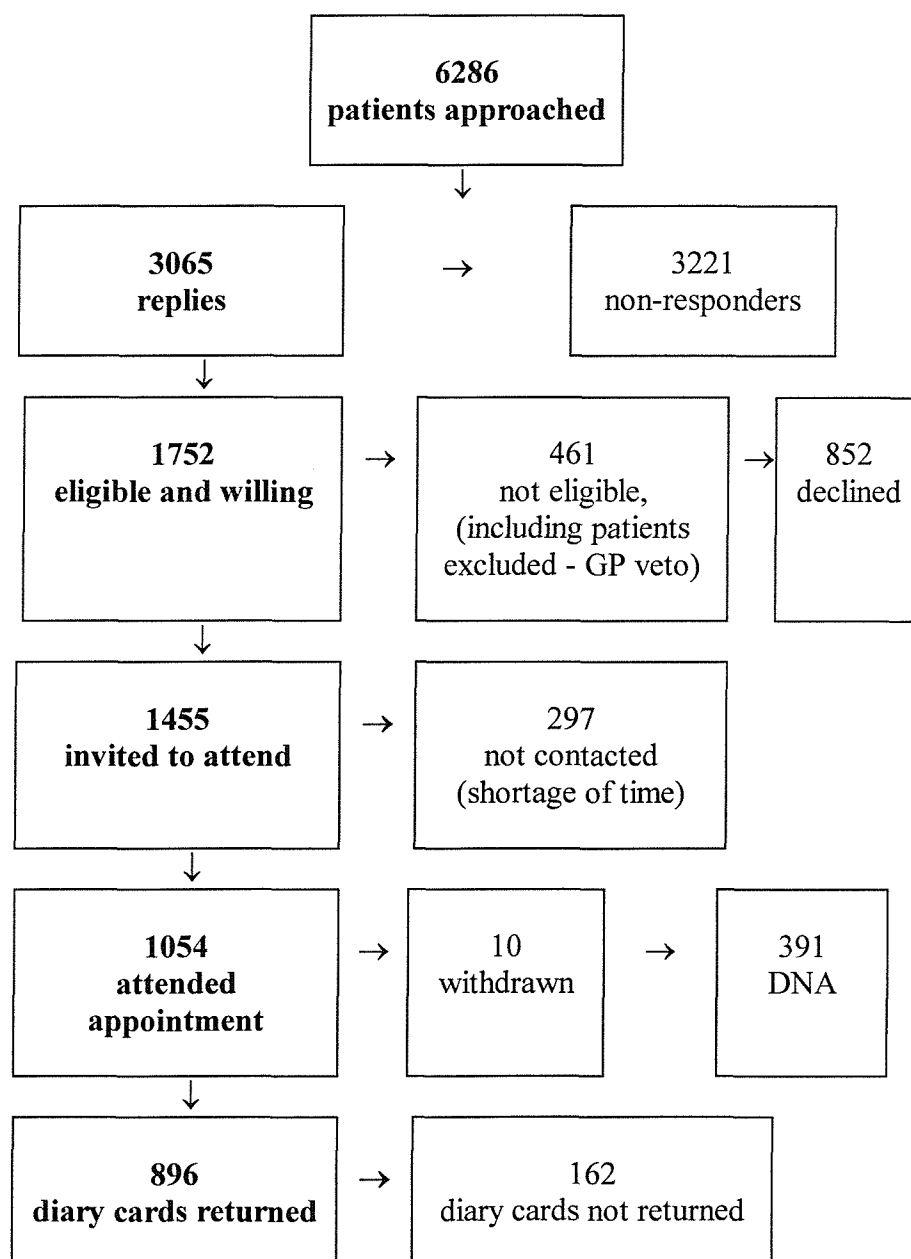 6286
patients approached
↓
3065
replies
→
3221
non-responders
↓
1752
eligible and willing
→
461
not eligible,
(including patients
excluded - GP veto)
→
852
declined
↓
1455
invited to attend
→
297
not contacted
(shortage of time)
↓
1054
attended
appointment
→
10
withdrawn
→
391
DNA
↓
896
diary cards returned
→
162
diary cards not returned